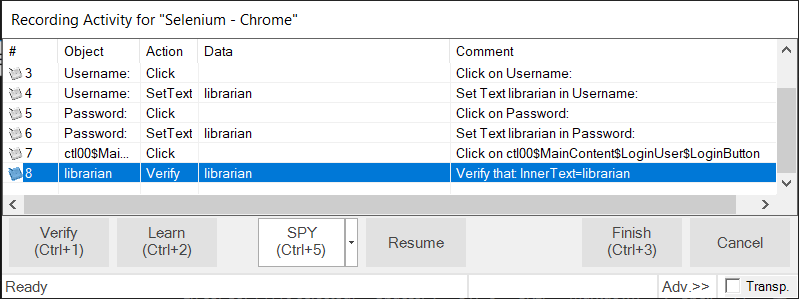 Recording Activity for "Selenium - Chrome"
# Object Action Data Comment
3 Username: Click Click on Username:
4 Username: SetText librarian Set Text librarian in Username:
5 Password: Click Click on Password:
6 Password: SetText librarian Set Text librarian in Password:
7 ctl00$Mai... Click Click on ctl00$MainContent$LoginUser$LoginButton
8 librarian Verify librarian Verify that: InnerText=librarian
Verify Learn SPY Resume Finish Cancel
(Ctrl+1) (Ctrl+2) (Ctrl+5) (Ctrl+3)
Ready Adv.>> Transp.